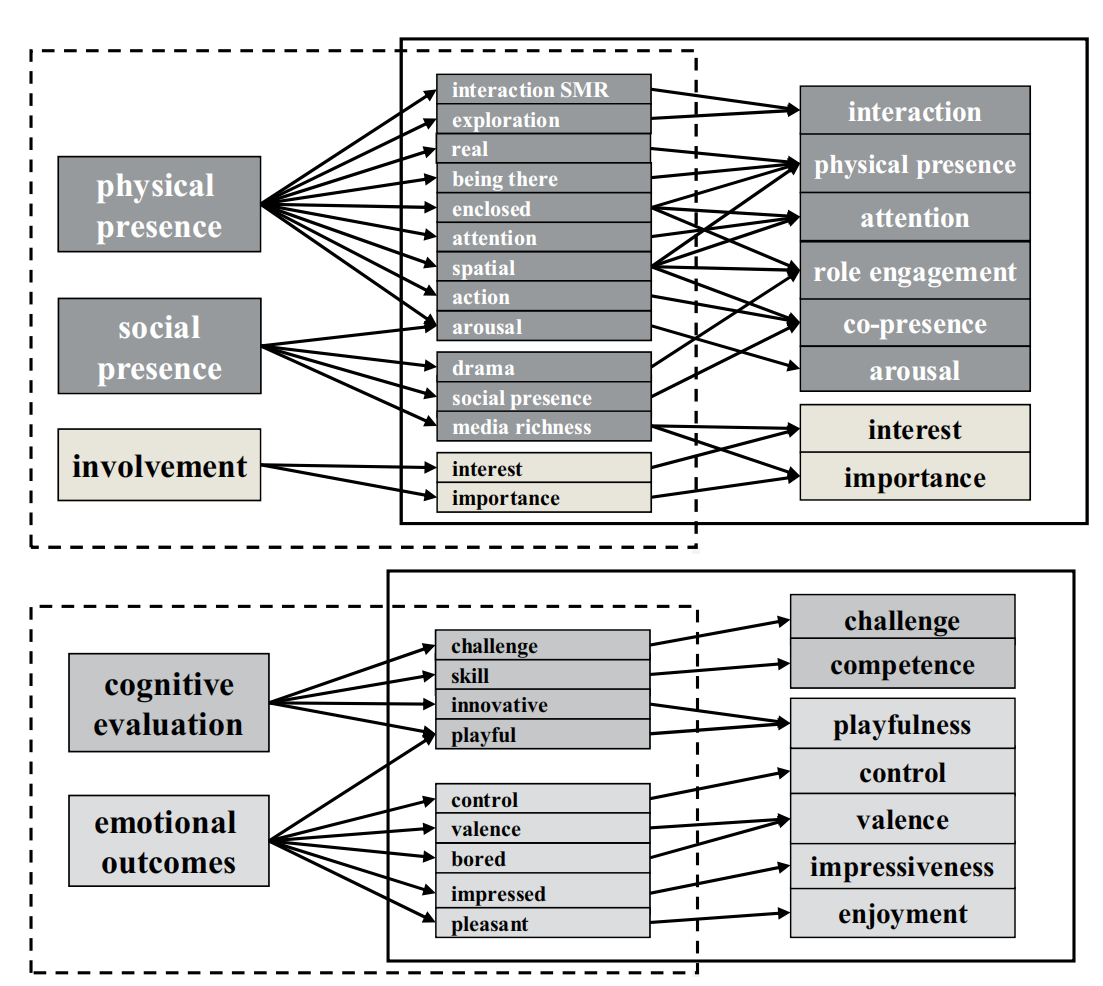 physical
presence
social
presence
involvement
interaction SMR
exploration
real
being there
enclosed
attention
spatial
action
arousal
drama
social presence
media richness
interest
importance
interaction
physical presence
attention
role engagement
co-presence
arousal
interest
importance
cognitive
evaluation
emotional
outcomes
challenge
skill
innovative
playful
control
valence
bored
impressed
pleasant
challenge
competence
playfulness
control
valence
impressiveness
enjoyment